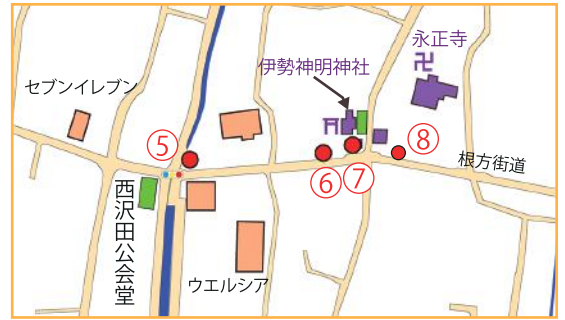 永正寺
伊勢神明神社
セブンイレブン
⑤
⑧
⑥
⑦
根方街道
西沢田公会堂
ウエルシア